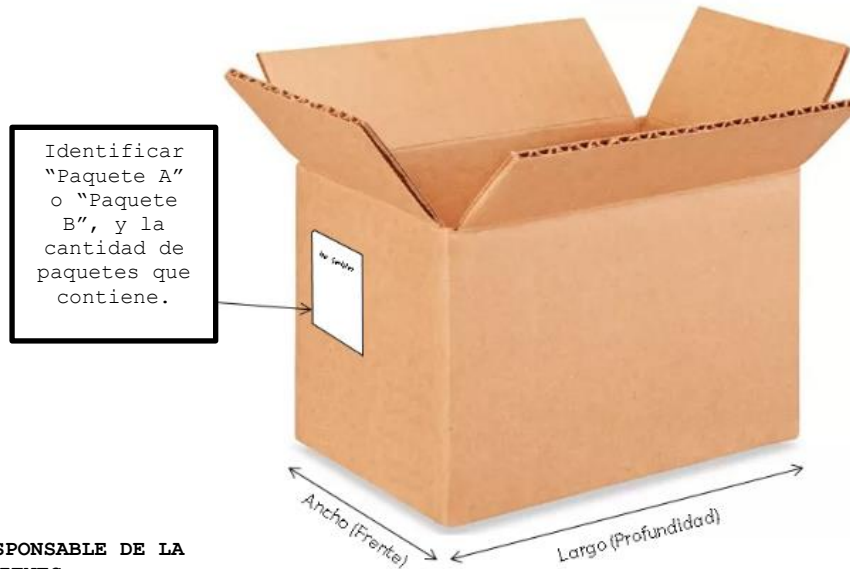 Identificar
“Paquete A”
o “Paquete
B”, y la
cantidad de
paquetes que
contiene.
Ancho (Frente)
Largo (Profundidad)
SPONSABLE DE LA